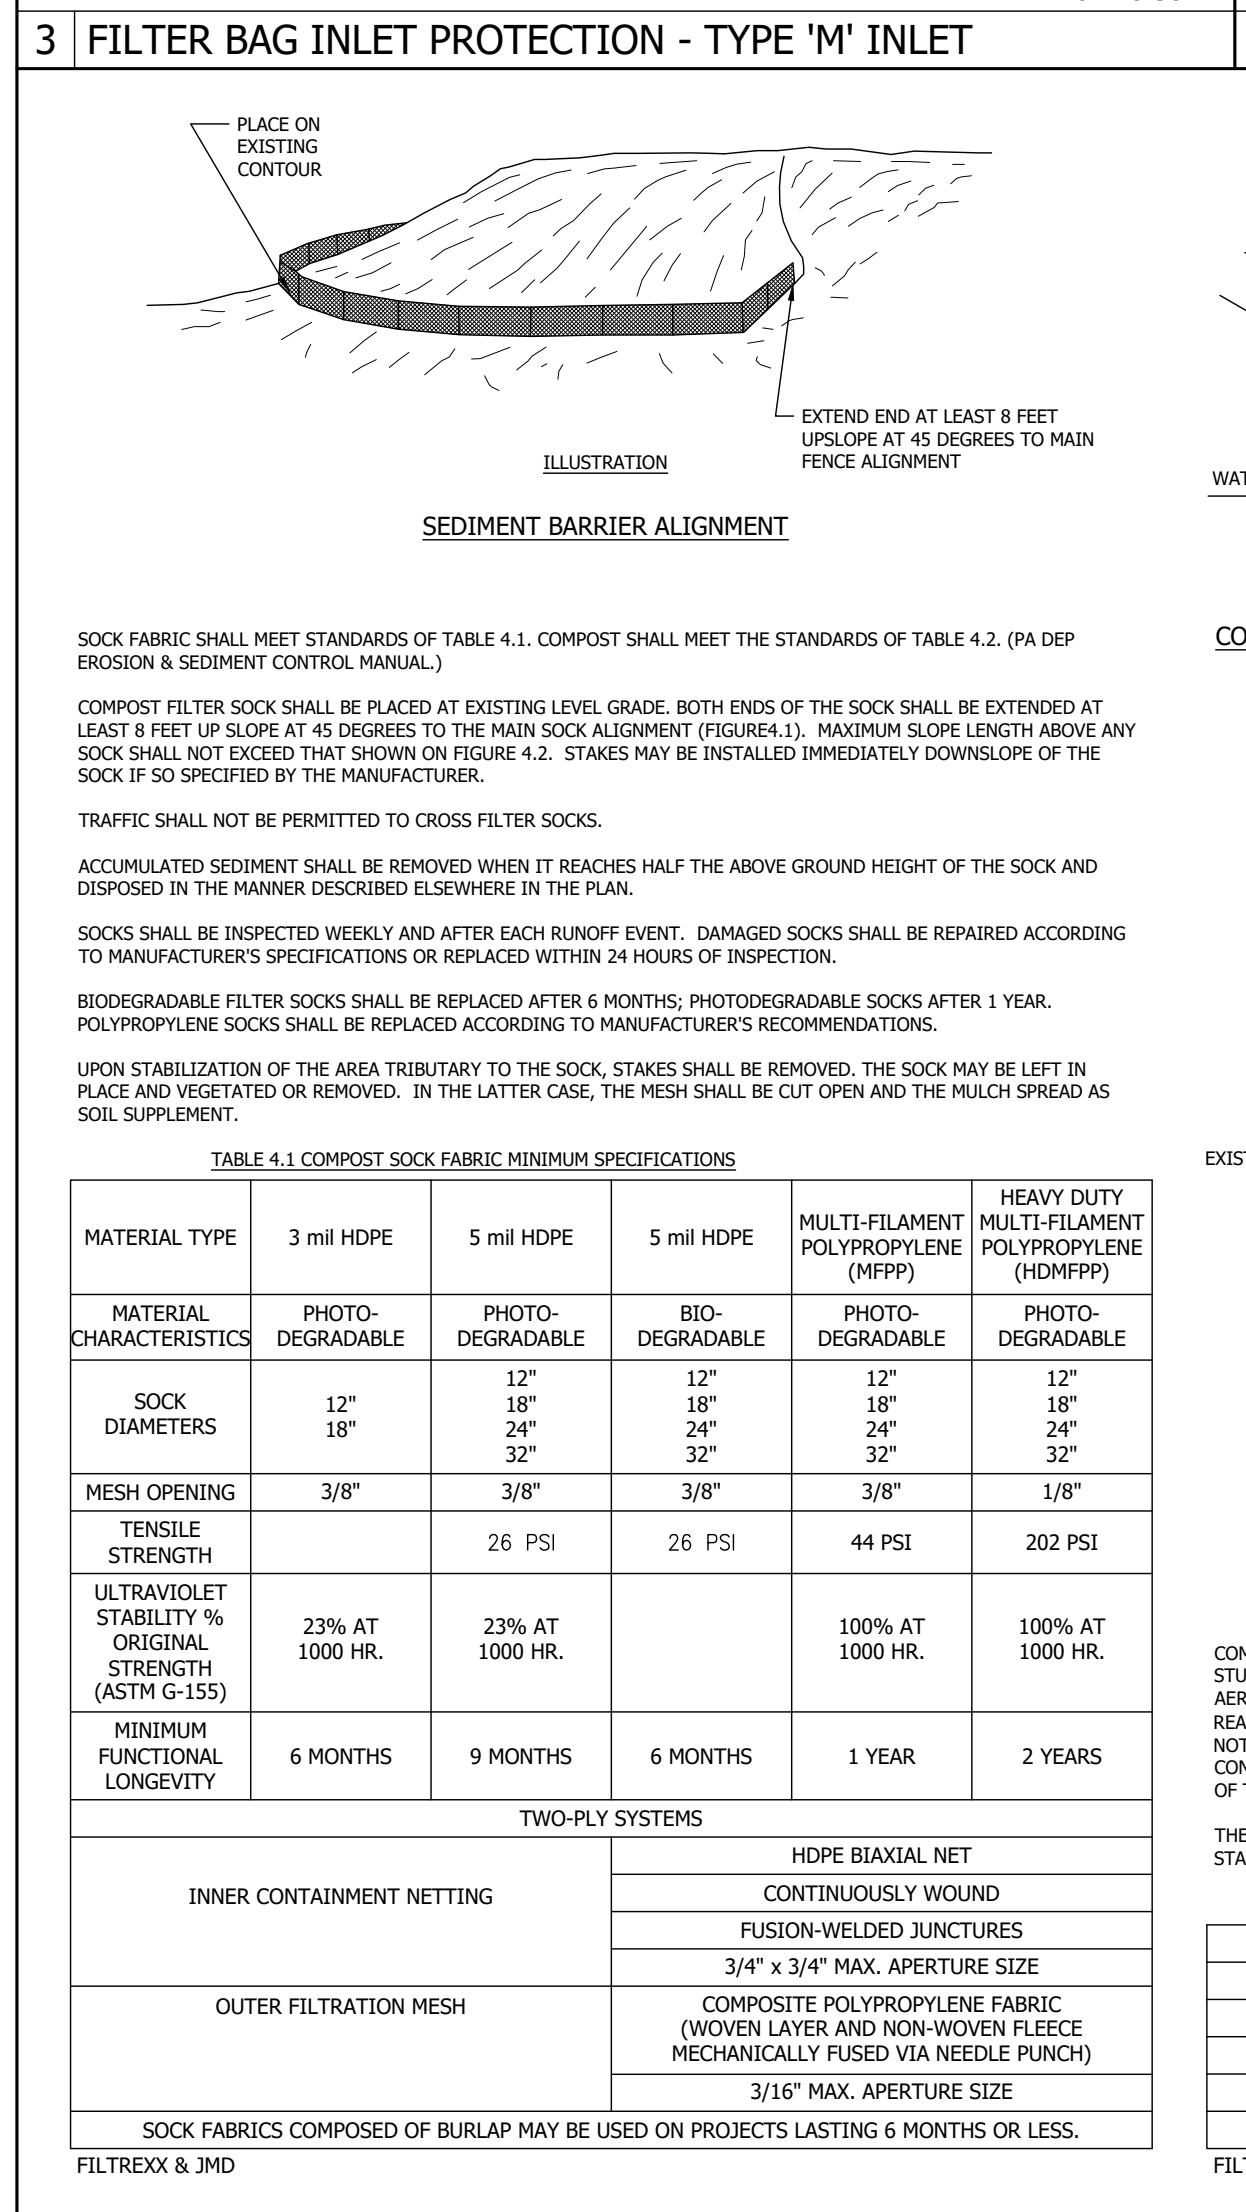 3 FILTER BAG INLET PROTECTION - TYPE 'M' INLET
PLACE ON
EXISTING
CONTOUR
EXTEND END AT LEAST 8 FEET
UPSLOPE AT 45 DEGREES TO MAIN
FENCE ALIGNMENT
ILLUSTRATION
SEDIMENT BARRIER ALIGNMENT
SOCK FABRIC SHALL MEET STANDARDS OF TABLE 4.1. COMPOST SHALL MEET THE STANDARDS OF TABLE 4.2. (PA DEP
EROSION & SEDIMENT CONTROL MANUAL.)
COMPOST FILTER SOCK SHALL BE PLACED AT EXISTING LEVEL GRADE. BOTH ENDS OF THE SOCK SHALL BE EXTENDED AT
LEAST 8 FEET UP SLOPE AT 45 DEGREES TO THE MAIN SOCK ALIGNMENT (FIGURE4.1). MAXIMUM SLOPE LENGTH ABOVE ANY
SOCK SHALL NOT EXCEED THAT SHOWN ON FIGURE 4.2. STAKES MAY BE INSTALLED IMMEDIATELY DOWNSLOPE OF THE
SOCK IF SO SPECIFIED BY THE MANUFACTURER.
TRAFFIC SHALL NOT BE PERMITTED TO CROSS FILTER SOCKS.
ACCUMULATED SEDIMENT SHALL BE REMOVED WHEN IT REACHES HALF THE ABOVE GROUND HEIGHT OF THE SOCK AND
DISPOSED IN THE MANNER DESCRIBED ELSEWHERE IN THE PLAN.
SOCKS SHALL BE INSPECTED WEEKLY AND AFTER EACH RUNOFF EVENT. DAMAGED SOCKS SHALL BE REPAIRED ACCORDING
TO MANUFACTURER'S SPECIFICATIONS OR REPLACED WITHIN 24 HOURS OF INSPECTION.
BIODEGRADABLE FILTER SOCKS SHALL BE REPLACED AFTER 6 MONTHS; PHOTODEGRADABLE SOCKS AFTER 1 YEAR.
POLYPROPYLENE SOCKS SHALL BE REPLACED ACCORDING TO MANUFACTURER'S RECOMMENDATIONS.
UPON STABILIZATION OF THE AREA TRIBUTARY TO THE SOCK, STAKES SHALL BE REMOVED. THE SOCK MAY BE LEFT IN
PLACE AND VEGETATED OR REMOVED. IN THE LATTER CASE, THE MESH SHALL BE CUT OPEN AND THE MULCH SPREAD AS
SOIL SUPPLEMENT.
TABLE 4.1 COMPOST SOCK FABRIC MINIMUM SPECIFICATIONS
MATERIAL TYPE
3 mil HDPE
5 mil HDPE
5 mil HDPE
MULTI-FILAMENT
POLYPROPYLENE
(MFPP)
HEAVY DUTY
MULTI-FILAMENT
POLYPROPYLENE
(HDMFPP)
MATERIAL
CHARACTERISTICS
PHOTO-
DEGRADABLE
PHOTO-
DEGRADABLE
BIO-
DEGRADABLE
PHOTO-
DEGRADABLE
PHOTO-
DEGRADABLE
SOCK
DIAMETERS
12"
18"
12"
18"
24"
32"
12"
18"
24"
32"
12"
18"
24"
32"
12"
18"
24"
32"
MESH OPENING
3/8"
3/8"
3/8"
3/8"
1/8"
TENSILE
STRENGTH
26 PSI
26 PSI
44 PSI
202 PSI
ULTRAVIOLET
STABILITY %
ORIGINAL
STRENGTH
(ASTM G-155)
23% AT
1000 HR.
23% AT
1000 HR.
100% AT
1000 HR.
100% AT
1000 HR.
MINIMUM
FUNCTIONAL
LONGEVITY
6 MONTHS
9 MONTHS
6 MONTHS
1 YEAR
2 YEARS
TWO-PLY SYSTEMS
INNER CONTAINMENT NETTING
HDPE BIAXIAL NET
CONTINUOUSLY WOUND
FUSION-WELDED JUNCTURES
3/4" x 3/4" MAX. APERTURE SIZE
OUTER FILTRATION MESH
COMPOSITE POLYPROPYLENE FABRIC
(WOVEN LAYER AND NON-WOVEN FLEECE
MECHANICALLY FUSED VIA NEEDLE PUNCH)
3/16" MAX. APERTURE SIZE
SOCK FABRICS COMPOSED OF BURLAP MAY BE USED ON PROJECTS LASTING 6 MONTHS OR LESS.
FILTREXX & JMD
OF
THE